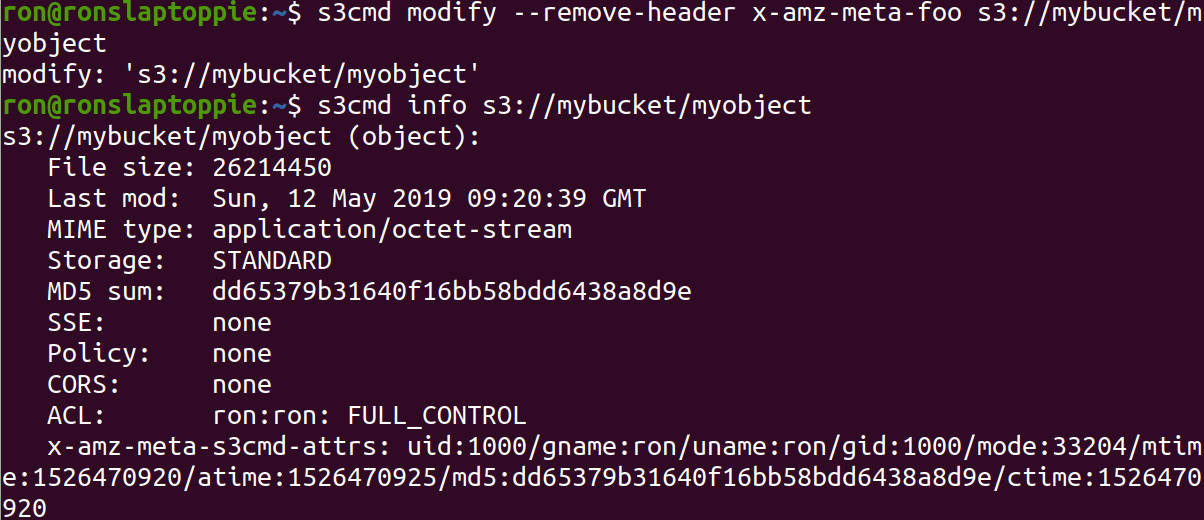 ron@ronslaptoppie:~$ s3cmd modify --remove-header x-amz-meta-foo s3://mybucket/m
yobject
modify: 's3://mybucket/myobject'
ron@ronslaptoppie:~$ s3cmd info s3://mybucket/myobject
s3://mybucket/myobject (object):
   File size: 26214450
   Last mod:  Sun, 12 May 2019 09:20:39 GMT
   MIME type: application/octet-stream
   Storage:   STANDARD
   MD5 sum:   dd65379b31640f16bb58bdd6438a8d9e
   SSE:       none
   Policy:    none
   CORS:      none
   ACL:       ron:ron: FULL_CONTROL
   x-amz-meta-s3cmd-attrs: uid:1000/gname:ron/uname:ron/gid:1000/mode:33204/mtim
e:1526470920/atime:1526470925/md5:dd65379b31640f16bb58bdd6438a8d9e/ctime:1526470
920